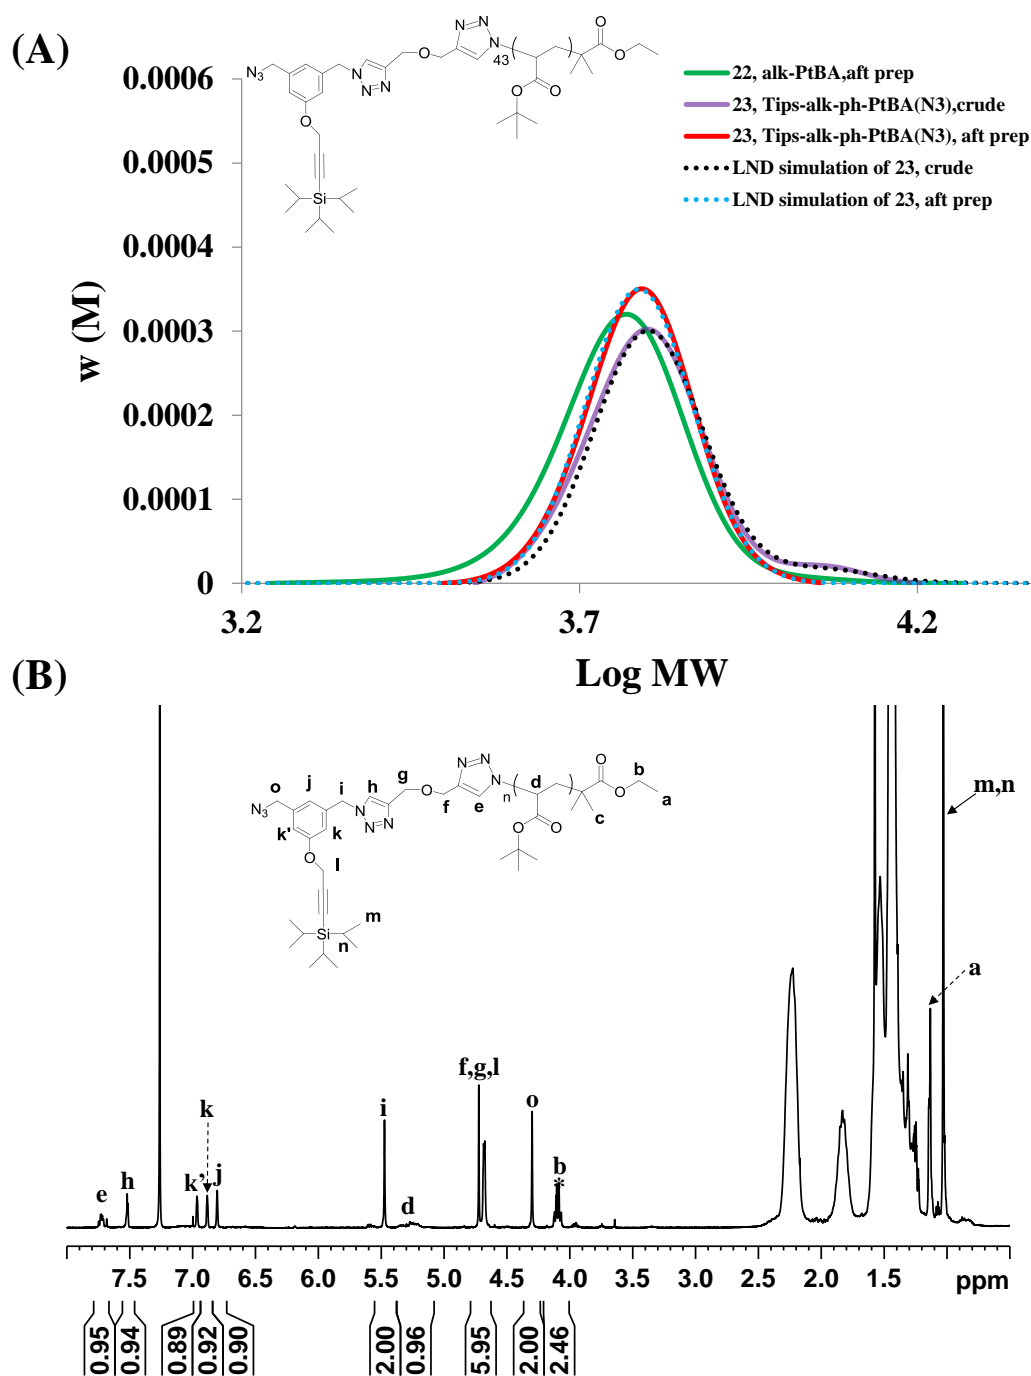 (A)
N N N
O
43
O
O
N3
N
N N
O
O
O
Si
22, alk-PtBA,aft prep
23, Tips-alk-ph-PtBA(N3),crude
23, Tips-alk-ph-PtBA(N3), aft prep
LND simulation of 23, crude
LND simulation of 23, aft prep
0.0006
0.0005
0.0004
0.0003
0.0002
0.0001
0
w (M)
3.2 3.7 4.2
Log MW
(B)
N N N
O
n
O
O
N3
N
N N
O
O
O
Si
o j i h g f e d c b a
k' k l m n
m,n
a
f,g,l
i
o
k
h k' j
e
d
b
*
7.5 7.0 6.5 6.0 5.5 5.0 4.5 4.0 3.5 3.0 2.5 2.0 1.5 ppm
0.95 0.94 0.89 0.92 0.90 2.00 0.96 5.95 2.00 2.46